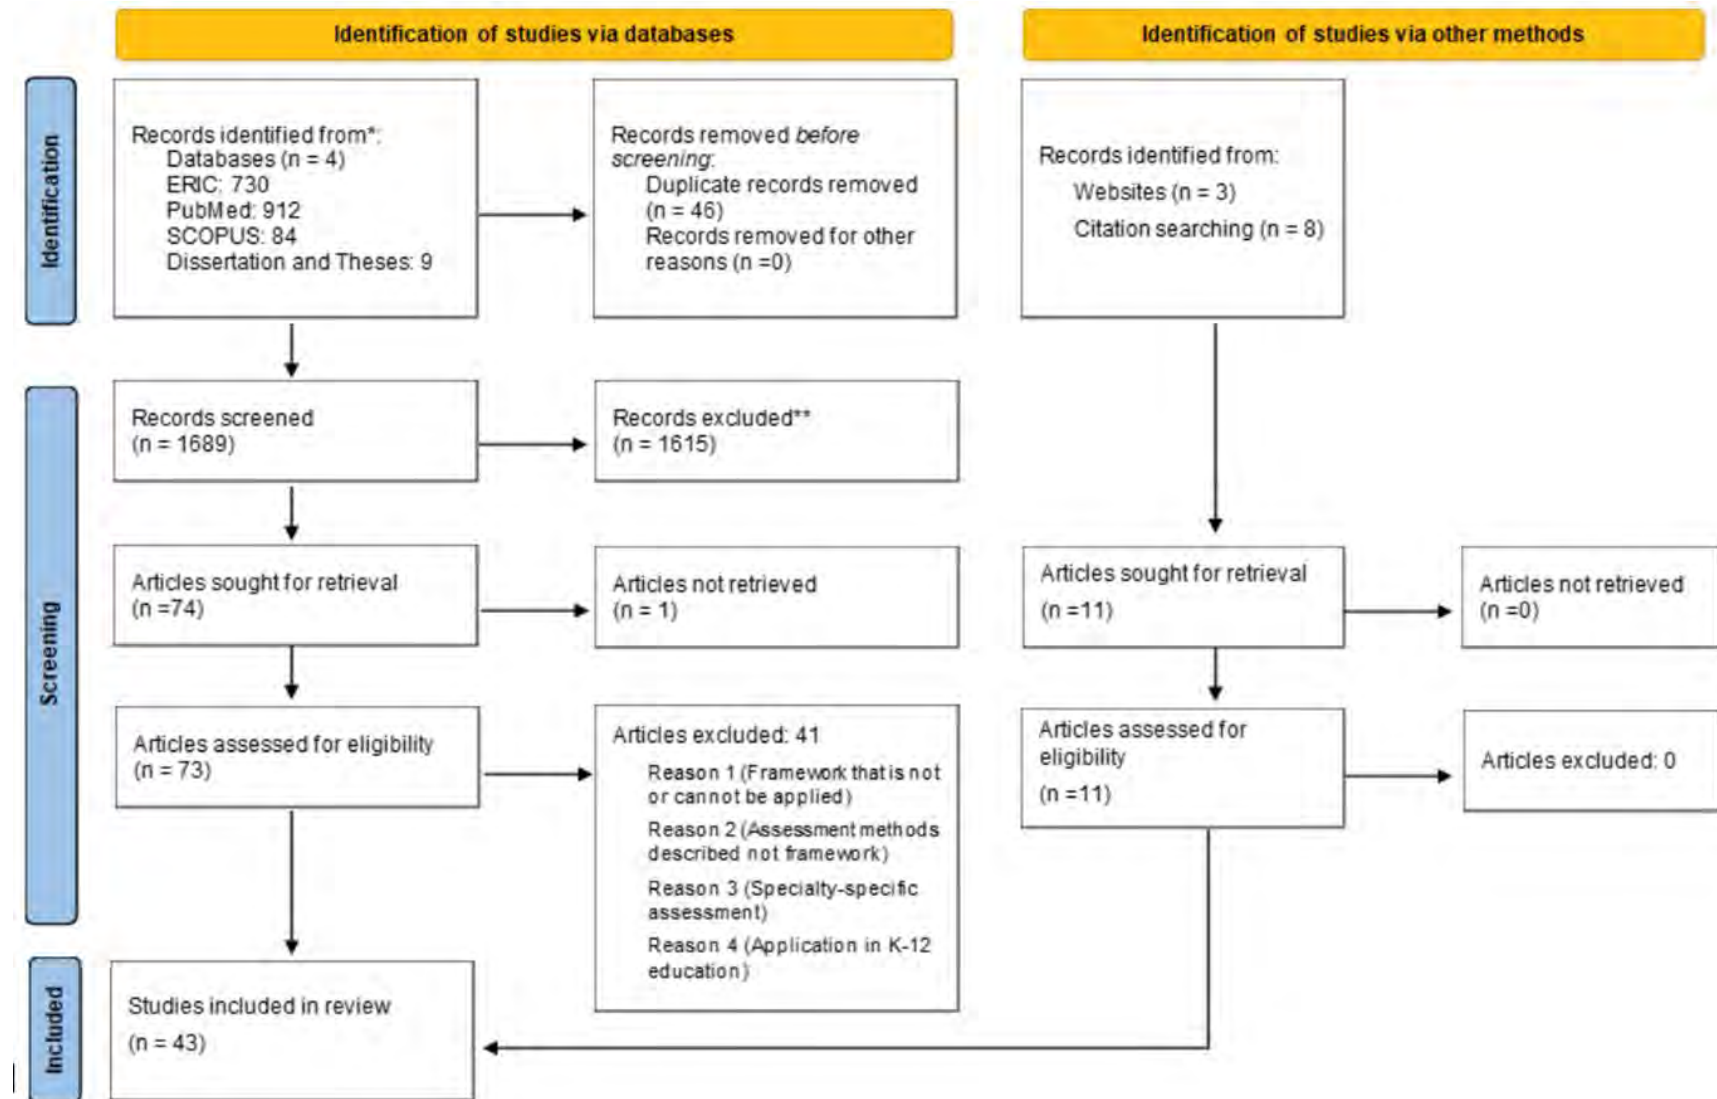 Identification of studies via databases
Identification of studies via other methods
Identification
Records identified from*:
Databases (n = 4)
ERIC: 730
PubMed: 912
SCOPUS: 84
Dissertation and Theses: 9
Records removed before
screening:
Duplicate records removed
(n = 46)
Records removed for other
reasons (n =0)
Records identified from:
Websites (n = 3)
Citation searching (n = 8)
Screening
Records screened
(n = 1689)
Records excluded**
(n = 1615)
Articles sought for retrieval
(n =74)
Articles not retrieved
(n = 1)
Articles sought for retrieval
(n =11)
Articles not retrieved
(n =0)
Articles assessed for eligibility
(n = 73)
Articles excluded: 41
Reason 1 (Framework that is not
or cannot be applied)
Reason 2 (Assessment methods
described not framework)
Reason 3 (Specialty-specific
assessment)
Reason 4 (Application in K-12
education)
Articles assessed for
eligibility
(n =11)
Articles excluded: 0
Included
Studies included in review
(n = 43)